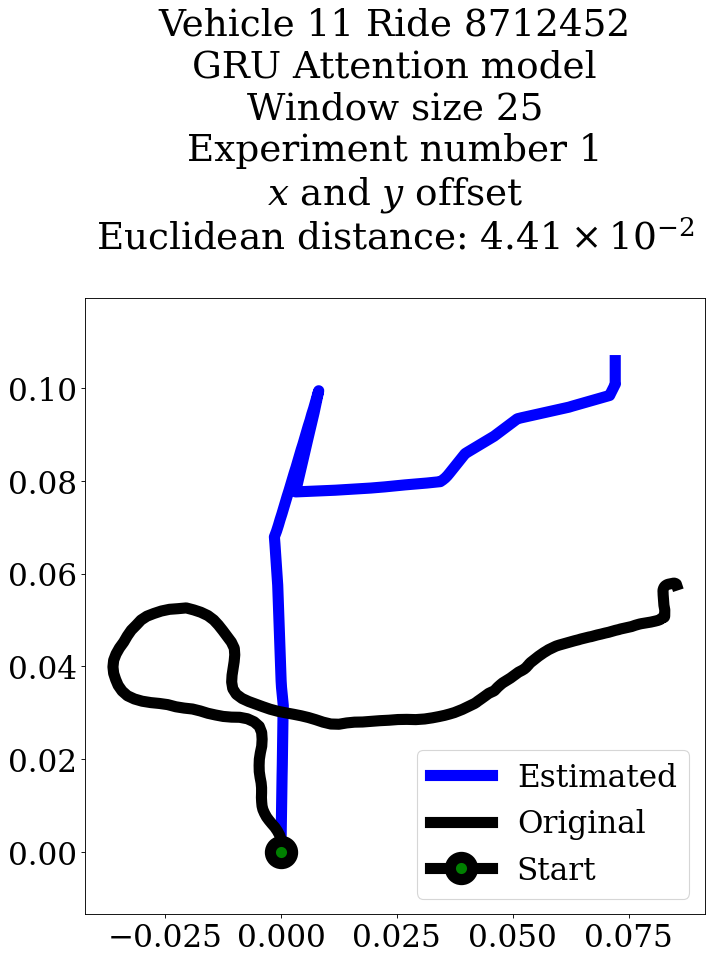 Vehicle 11 Ride 8712452
GRU Attention model
Window size 25
Experiment number 1
x and y offset
Euclidean distance: 4.41 × 10⁻²
0.10
0.08
0.06
0.04
0.02
0.00
−0.025 0.000 0.025 0.050 0.075
Estimated
Original
Start